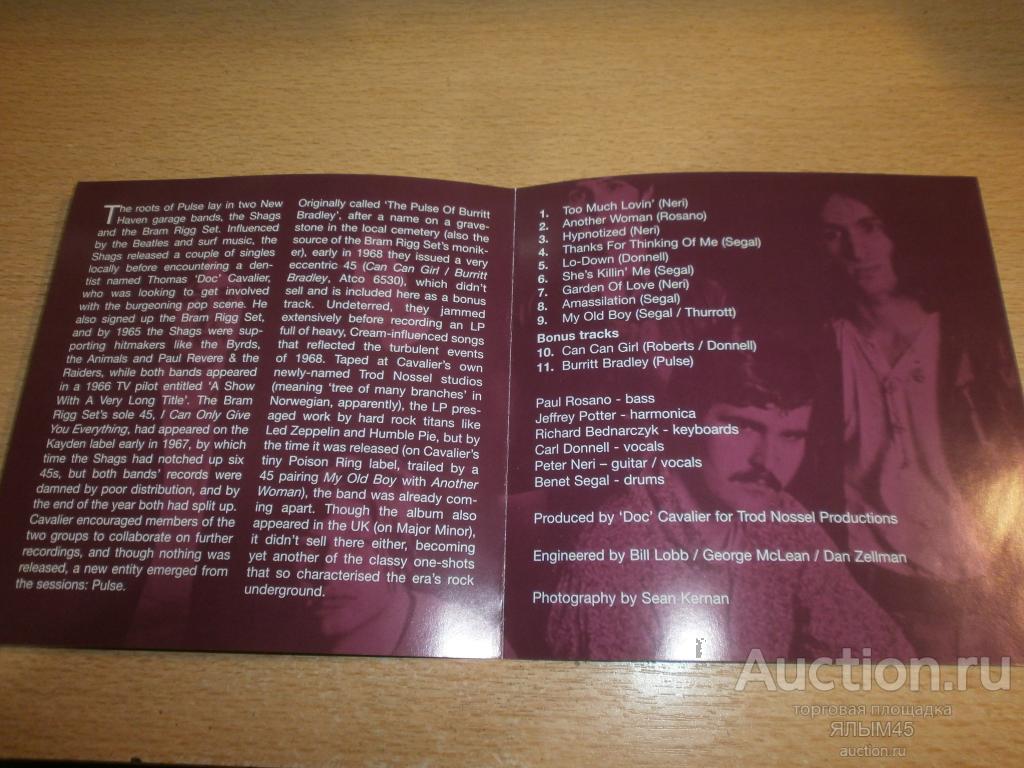 The roots of Pulse lay in two New
Haven garage bands, the Shags
and the Bram Rigg Set. Influenced
by the Beatles and surf music, the
Shags released a couple of singles
locally before encountering a den-
tist named Thomas 'Doc' Cavalier,
who was looking to get involved
with the burgeoning pop scene. He
also signed up the Bram Rigg Set,
and by 1965 the Shags were sup-
porting hitmakers like the Byrds,
the Animals and Paul Revere & the
Raiders, while both bands appeared
in a 1966 TV pilot entitled 'A Show
With A Very Long Title'. The Bram
Rigg Set's sole 45, I Can Only Give
You Everything, had appeared on the
Kayden label early in 1967, by which
time the Shags had notched up six
45s, but both bands' records were
damned by poor distribution, and by
the end of the year both had split up.
Cavalier encouraged members of the
two groups to collaborate on further
recordings, and though nothing was
released, a new entity emerged from
the sessions: Pulse.
Originally called 'The Pulse Of Burritt
Bradley', after a name on a grave-
stone in the local cemetery (also the
source of the Bram Rigg Set's monik-
er), early in 1968 they issued a very
eccentric 45 (Can Can Girl / Burritt
Bradley, Atco 6530), which didn't
sell and is included here as a bonus
track. Undeterred, they jammed
extensively before recording an LP
full of heavy, Cream-influenced songs
that reflected the turbulent events
of 1968. Taped at Cavalier's own
newly-named Trod Nossel studios
(meaning 'tree of many branches' in
Norwegian, apparently), the LP pres-
aged work by hard rock titans like
Led Zeppelin and Humble Pie, but by
the time it was released (on Cavalier's
tiny Poison Ring label, trailed by a
45 pairing My Old Boy with Another
Woman), the band was already com-
ing apart. Though the album also
appeared in the UK (on Major Minor),
it didn't sell there either, becoming
yet another of the classy one-shots
that so characterised the era's rock
underground.
1. Too Much Lovin' (Neri)
2. Another Woman (Rosano)
3. Hypnotized (Neri)
4. Thanks For Thinking Of Me (Segal)
5. Lo-Down (Donnell)
6. She's Killin' Me (Segal)
7. Garden Of Love (Neri)
8. Amassilation (Segal)
9. My Old Boy (Segal / Thurrott)
Bonus tracks
10. Can Can Girl (Roberts / Donnell)
11. Burritt Bradley (Pulse)
Paul Rosano - bass
Jeffrey Potter - harmonica
Richard Bednarczyk - keyboards
Carl Donnell - vocals
Peter Neri – guitar / vocals
Benet Segal - drums
Produced by 'Doc' Cavalier for Trod Nossel Productions
Engineered by Bill Lobb / George McLean / Dan Zellman
Photography by Sean Kernan
Auction.ru
торговая площадка
ЯЛЫМ45
auction.ru